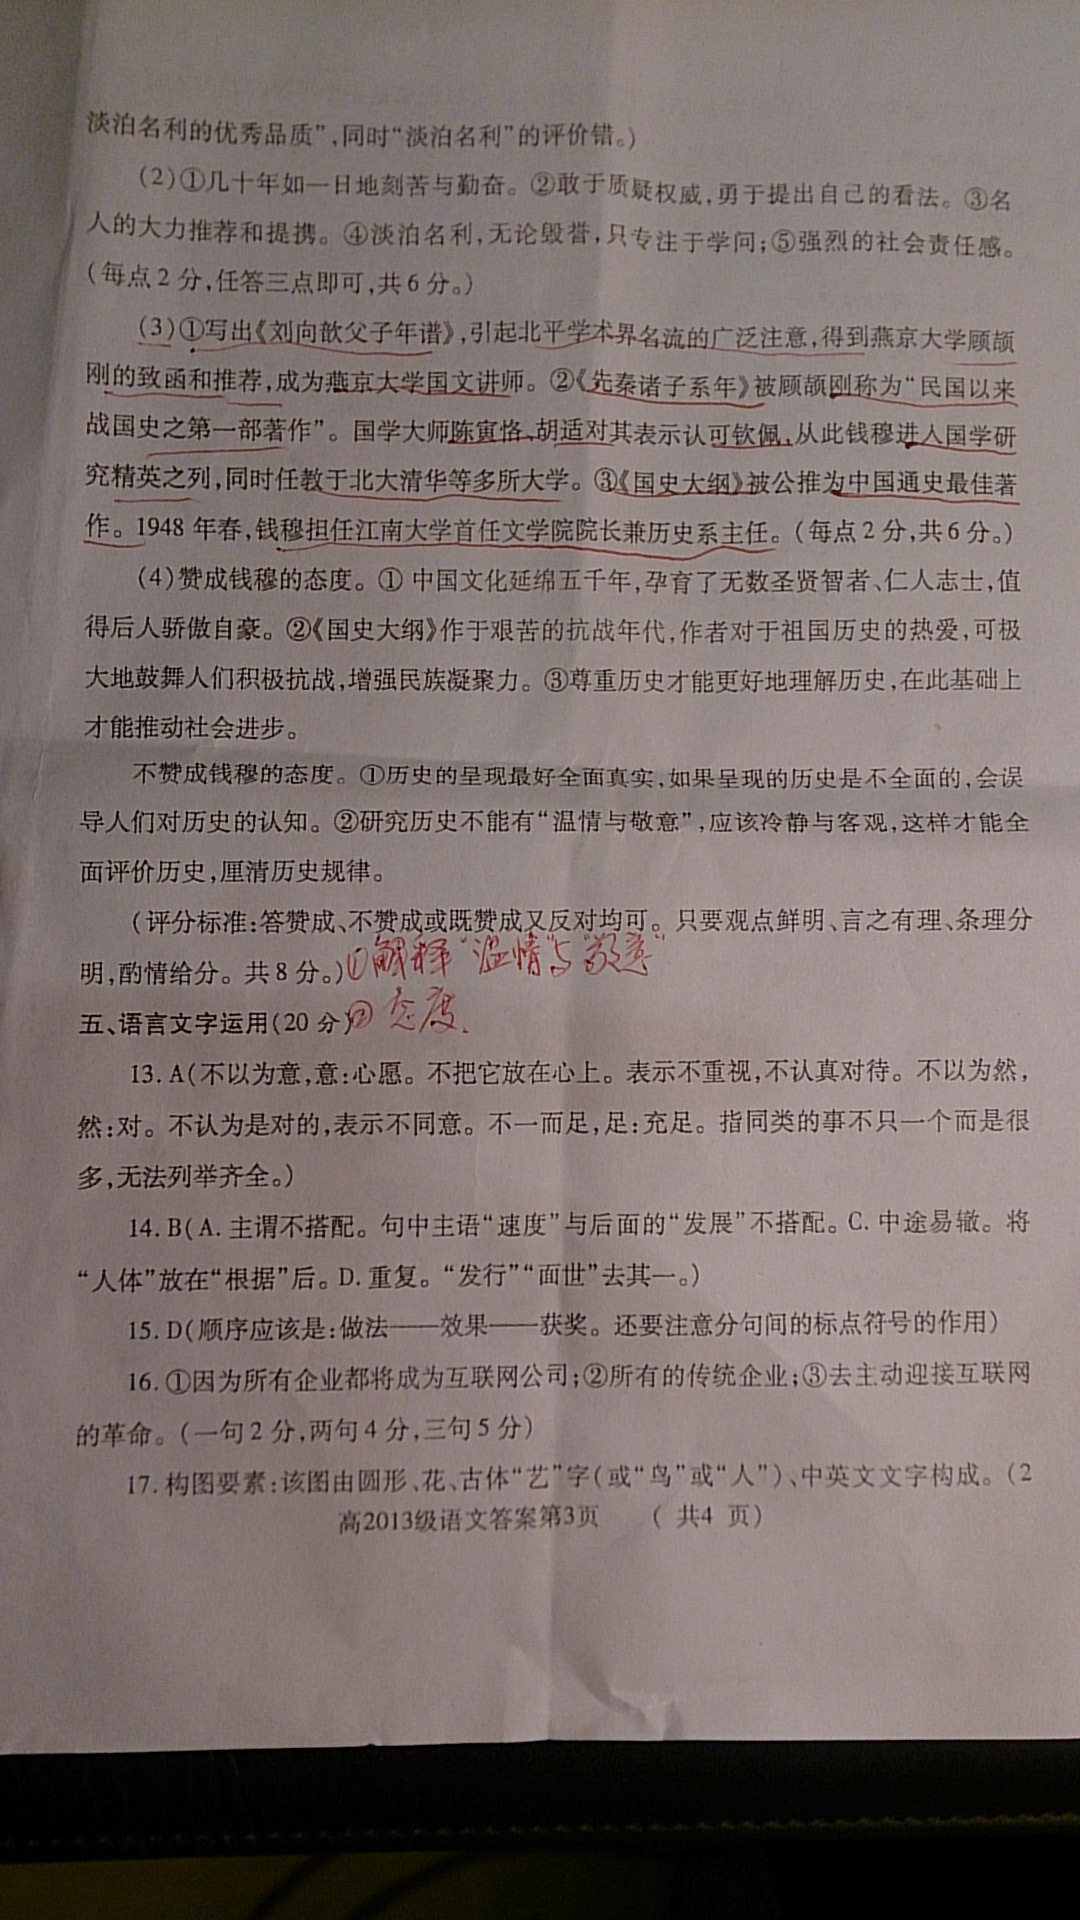 淡泊名利的优秀品质”,同时“淡泊名利”的评价错。)
(2)①几十年如一日地刻苦与勤奋。②敢于质疑权威,勇于提出自己的看法。③名
人的大力推荐和提携。④淡泊名利,无论毁誉,只专注于学问;⑤强烈的社会责任感。
(每点2分,任答三点即可,共6分。)
(3)①写出《刘向歆父子年谱》,引起北平学术界名流的广泛注意,得到燕京大学顾颉
刚的致函和推荐,成为燕京大学国文讲师。②《先秦诸子系年》被顾颉刚称为“民国以来
战国史之第一部著作”。国学大师陈寅恪、胡适对其表示认可钦佩,从此钱穆进入国学研
究精英之列,同时任教于北大清华等多所大学。③《国史大纲》被公推为中国通史最佳著
作。1948年春,钱穆担任江南大学首任文学院院长兼历史系主任。(每点2分,共6分。)
(4)赞成钱穆的态度。①中国文化延绵五千年,孕育了无数圣贤智者、仁人志士,值
得后人骄傲自豪。②《国史大纲》作于艰苦的抗战年代,作者对于祖国历史的热爱,可极
大地鼓舞人们积极抗战,增强民族凝聚力。③尊重历史才能更好地理解历史,在此基础上
才能推动社会进步。
不赞成钱穆的态度。①历史的呈现最好全面真实,如果呈现的历史是不全面的,会误
导人们对历史的认知。②研究历史不能有“温情与敬意”,应该冷静与客观,这样才能全
面评价历史,厘清历史规律。
(评分标准:答赞成、不赞成或既赞成又反对均可。只要观点鲜明、言之有理、条理分
明,酌情给分。共8分。)①解释“温情与敬意”
五、语言文字运用(20分)②态度.
13. A(不以为意,意:心愿。不把它放在心上。表示不重视,不认真对待。不以为然,
然:对。不认为是对的,表示不同意。不一而足,足:充足。指同类的事不只一个而是很
多,无法列举齐全。)
14. B(A. 主谓不搭配。句中主语“速度”与后面的“发展”不搭配。C. 中途易辙。将
“人体”放在“根据”后。D. 重复。“发行”“面世”去其一。)
15. D(顺序应该是:做法——效果——获奖。还要注意分句间的标点符号的作用)
16. ①因为所有企业都将成为互联网公司;②所有的传统企业;③去主动迎接互联网
的革命。(一句2分,两句4分,三句5分)
17. 构图要素:该图由圆形、花、古体“艺”字(或“鸟”或“人”)、中英文文字构成。(2
高2013级语文答案第3页 ( 共4 页)